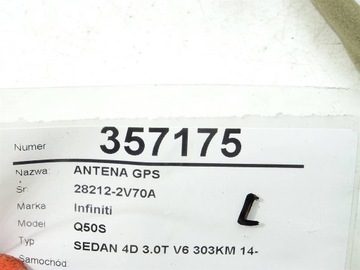 Numer 357175
Nazwa: ANTENA GPS
Sr: 28212-2V70A
Marka Infiniti
Model Q50S
Typ SEDAN 4D 3.0T V6 303KM 14-
Samochód